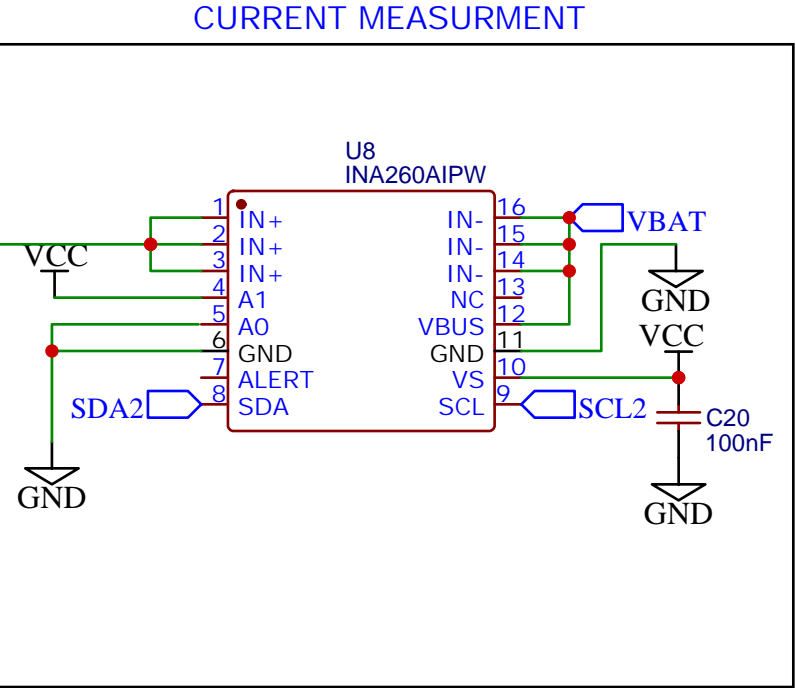 CURRENT MEASURMENT
U8
INA260AIPW
1
IN+
2
IN+
3
IN+
4
A1
5
A0
6
GND
7
ALERT
8
SDA
16
IN-
15
IN-
14
IN-
13
NC
12
VBUS
11
GND
10
VS
9
SCL
VCC
GND
SDA2
VBAT
GND
VCC
SCL2
C20
100nF
GND